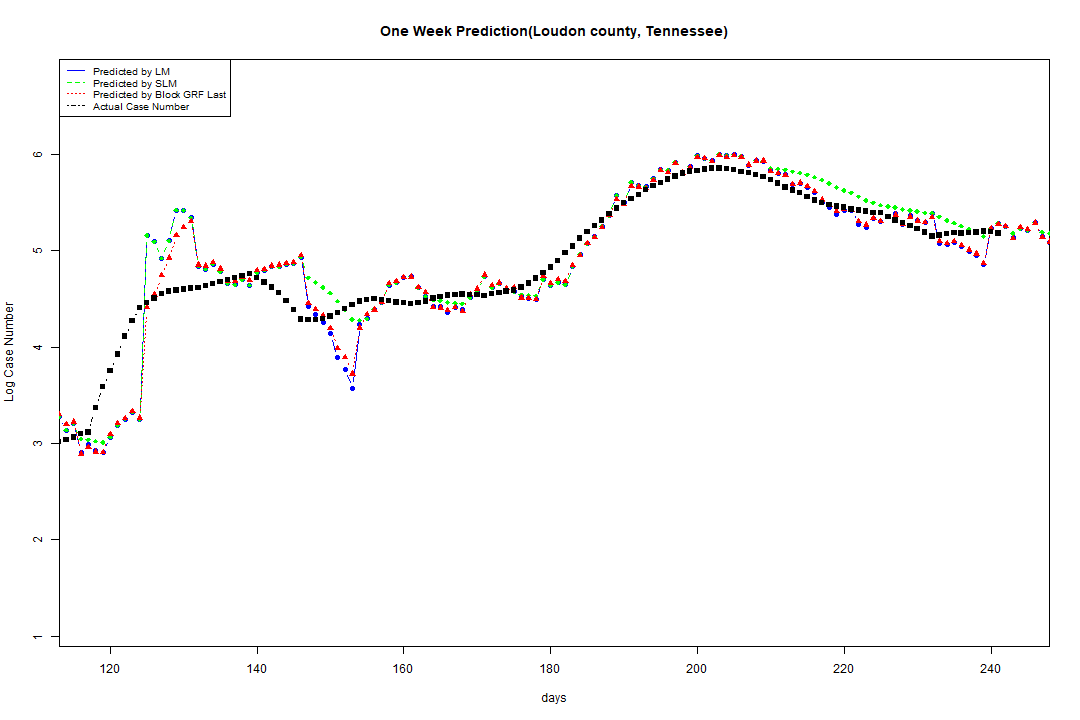 One Week Prediction(Loudon county, Tennessee)
Predicted by LM
Predicted by SLM
Predicted by Block GRF Last
Actual Case Number
6
5
4
3
2
1
Log Case Number
120 140 160 180 200 220 240
days